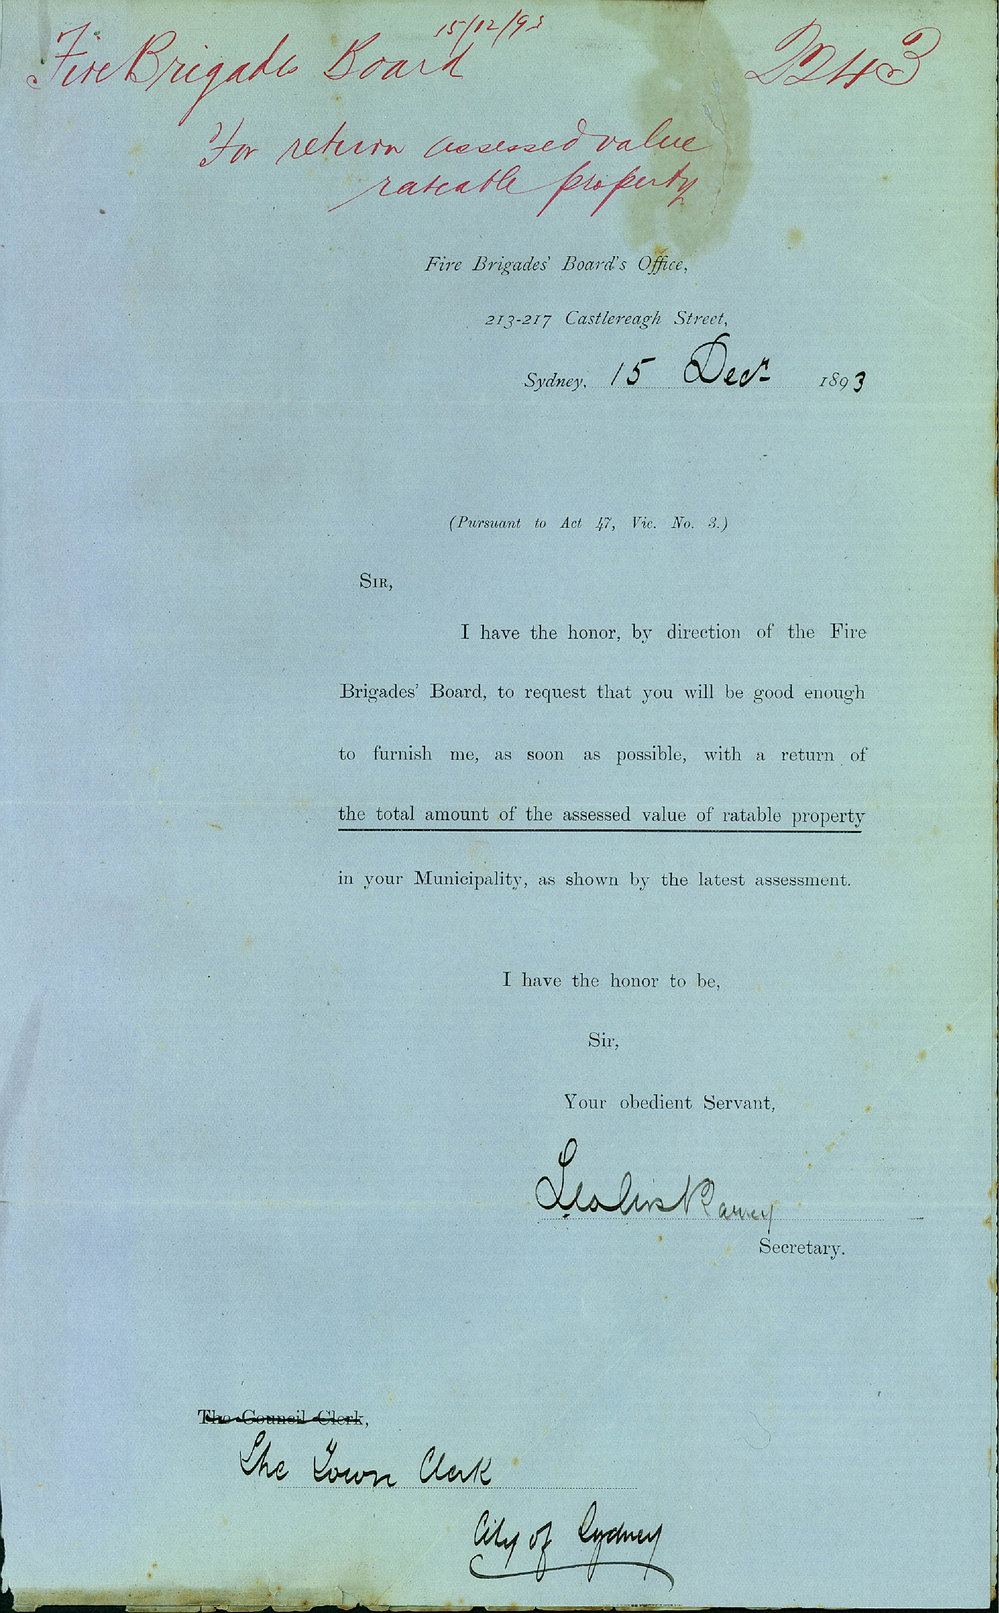 15/12/93
Fire Brigades Board
2243
For return assessed value
rateable property
Fire Brigades' Board's Office,
213-217 Castlereagh Street,
Sydney, 15 Decr 1893
(Pursuant to Act 47, Vic. No. 3.)
SIR,
I have the honor, by direction of the Fire
Brigades' Board, to request that you will be good enough
to furnish me, as soon as possible, with a return of
the total amount of the assessed value of ratable property
in your Municipality, as shown by the latest assessment.
I have the honor to be,
Sir,
Your obedient Servant,
Secretary.
The Council Clerk,
The Town Clerk
City of Sydney